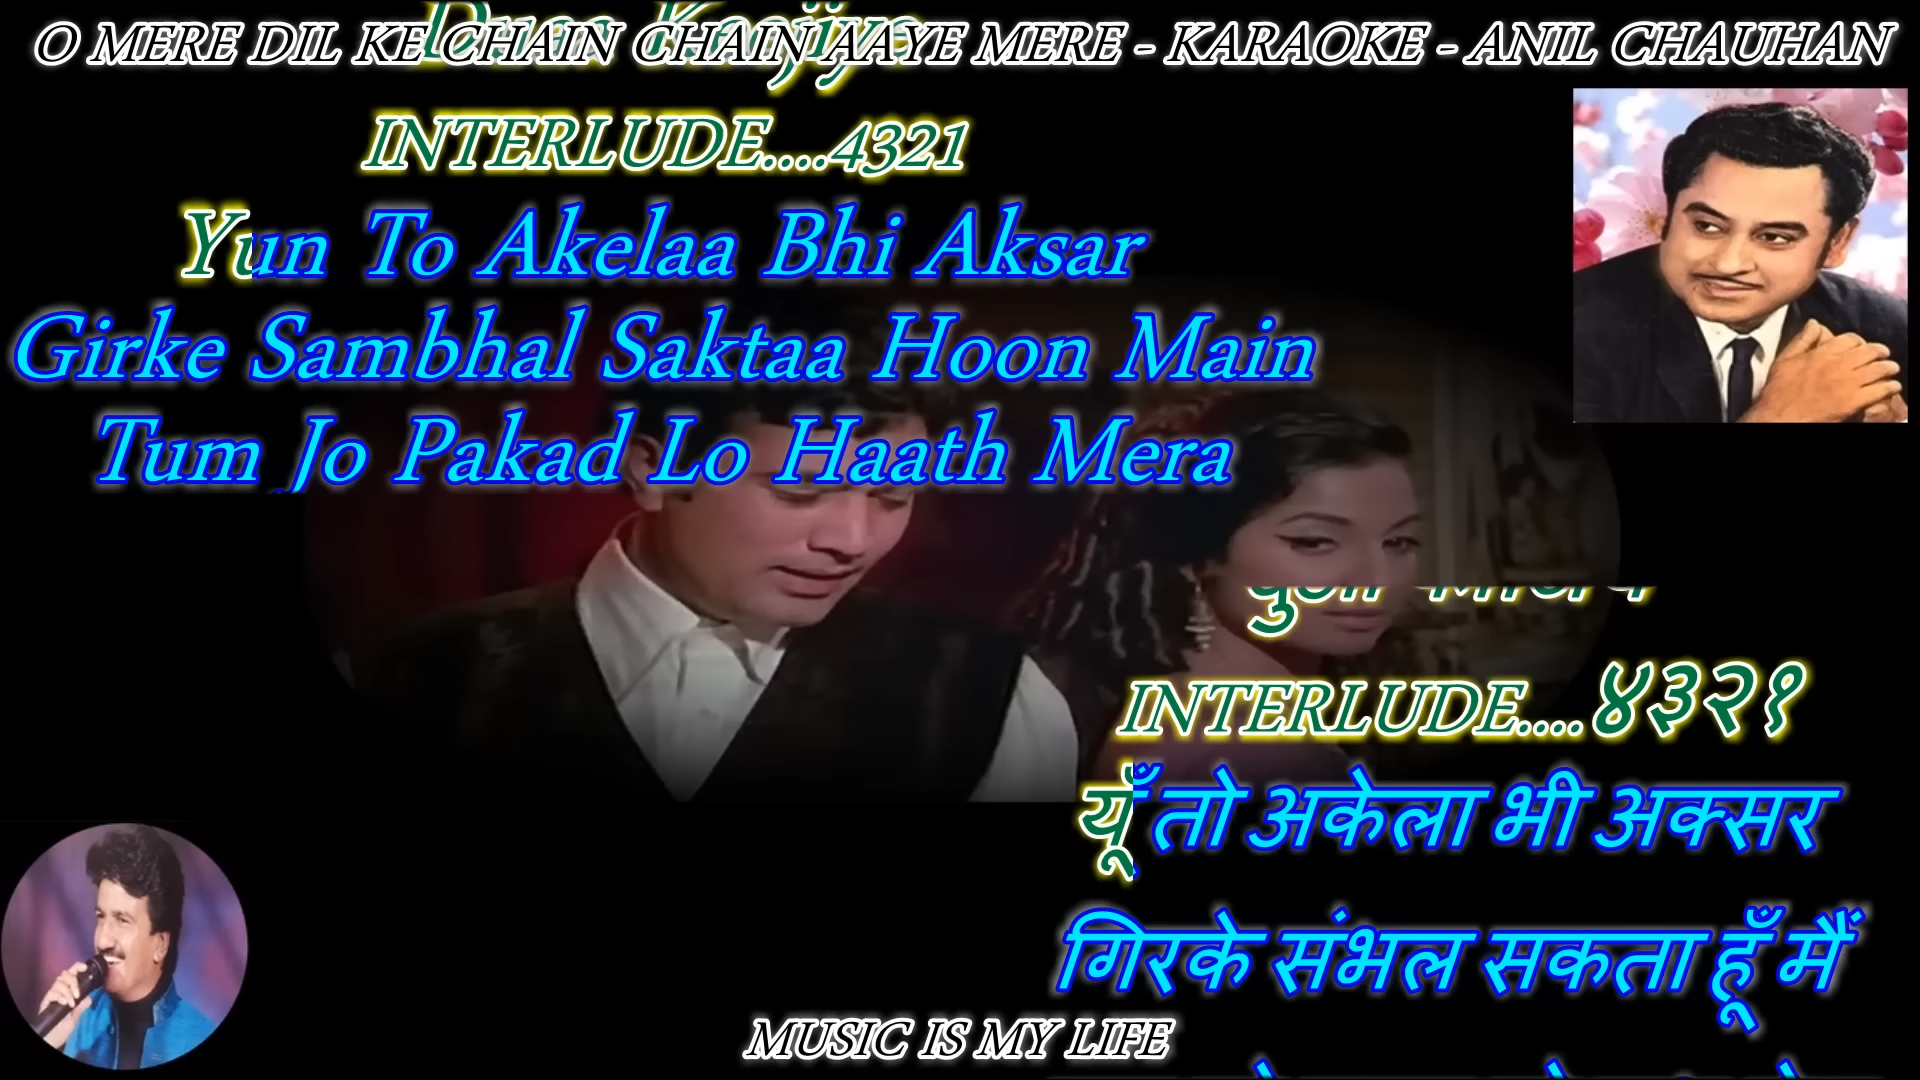 O MERE DIL KE CHAIN CHAIN AAYE MERE - KARAOKE - ANIL CHAUHAN
INTERLUDE....4321
Yun To Akelaa Bhi Aksar
Girke Sambhal Saktaa Hoon Main
Tum Jo Pakad Lo Haath Mera
INTERLUDE....४३२१
यूँ तो अकेला भी अक्सर
गिरके संभल सकता हूँ मैं
MUSIC IS MY LIFE